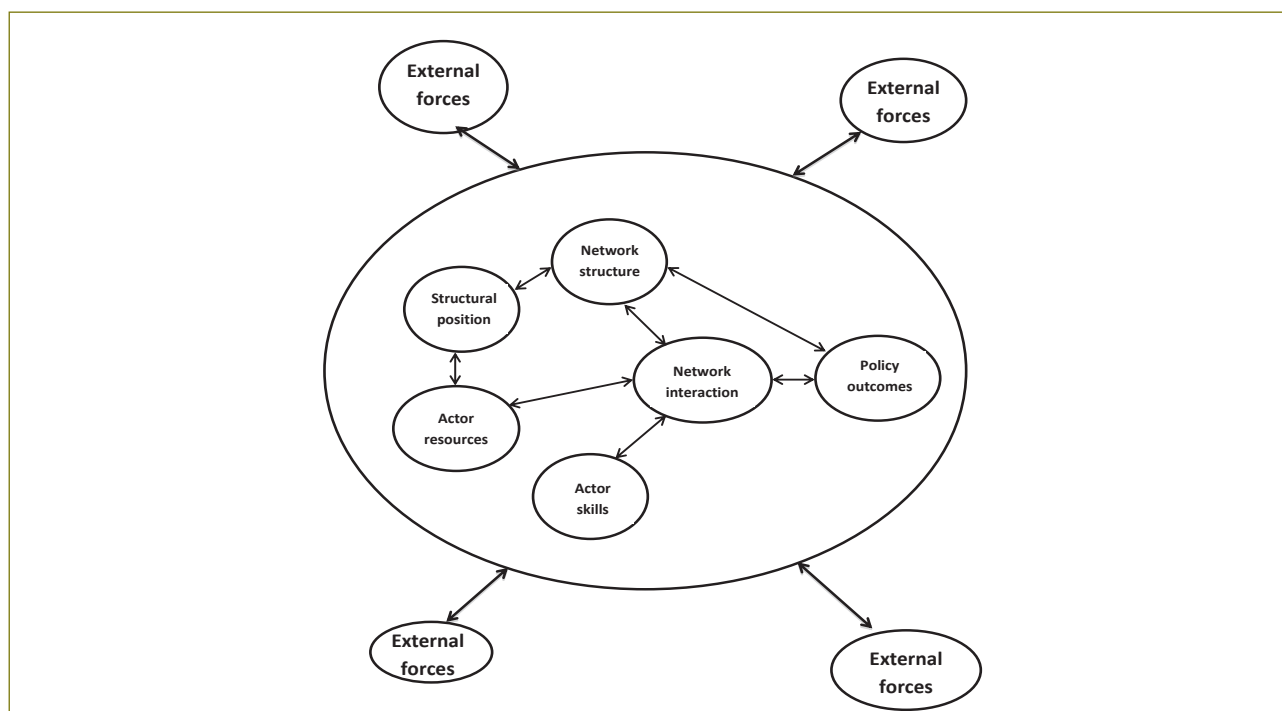 External
forces
External
forces
Network
structure
Structural
position
Network
interaction
Policy
outcomes
Actor
resources
Actor
skills
External
forces
External
forces